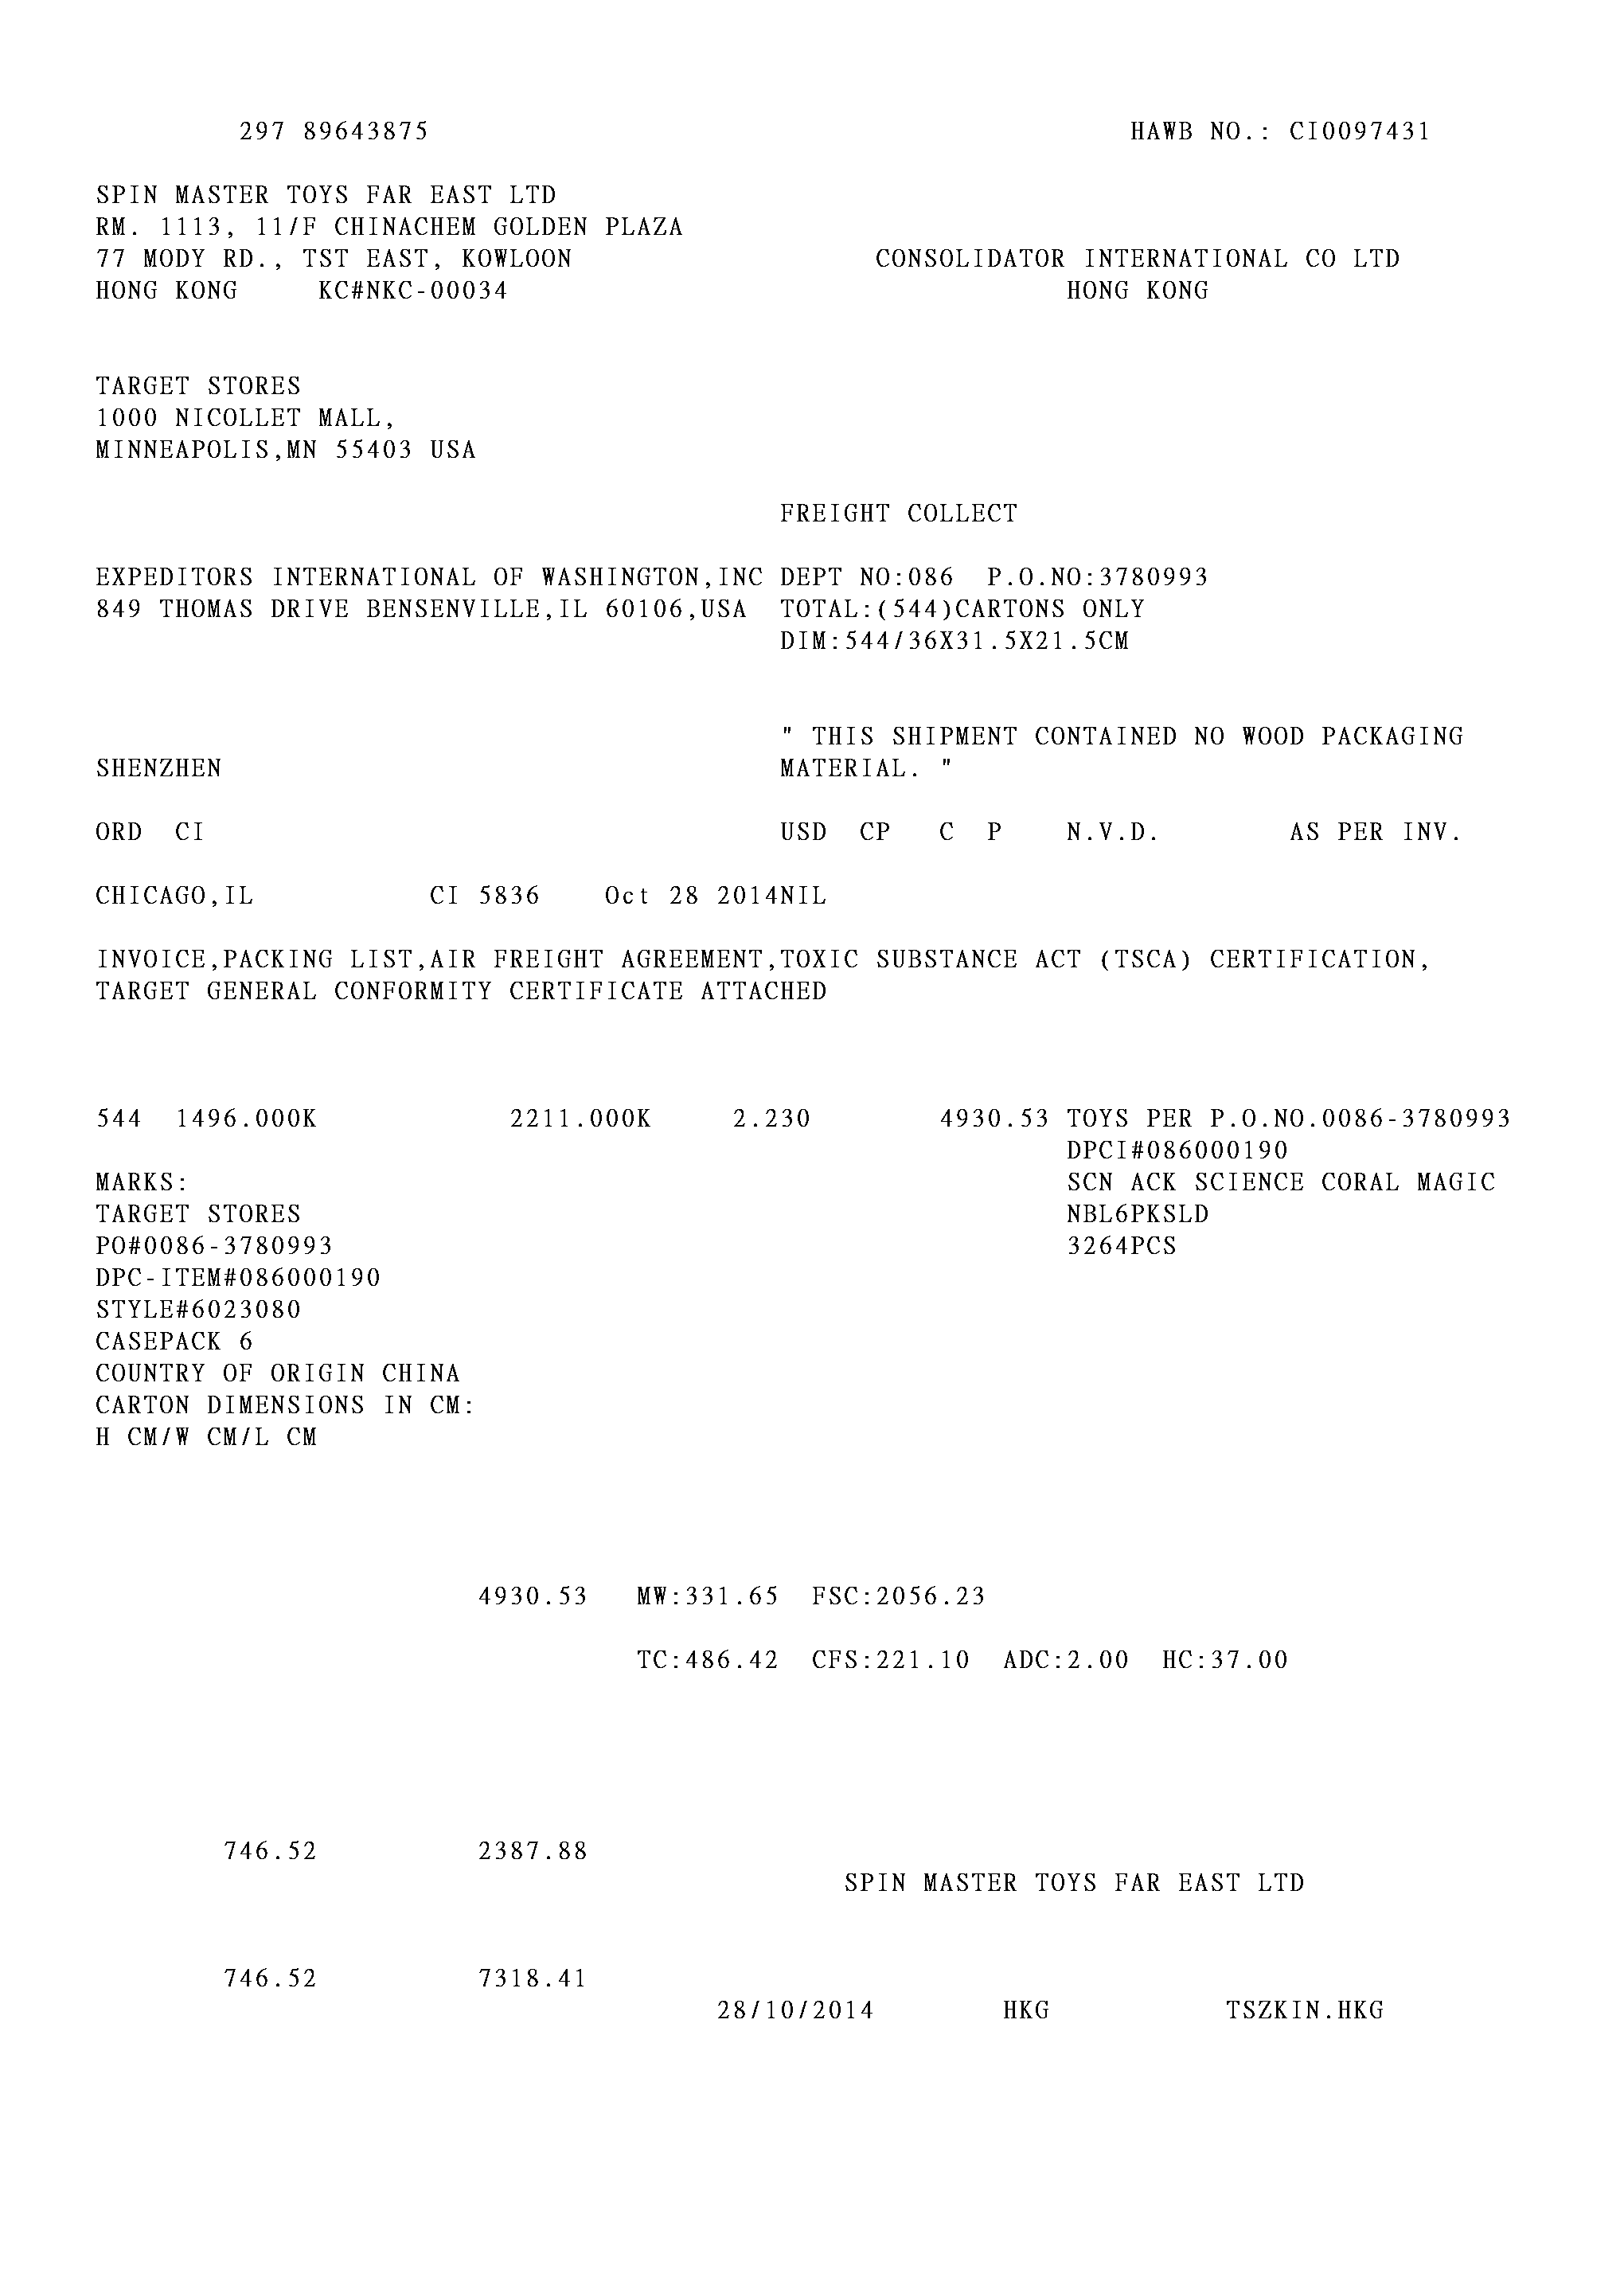 297 89643875 HAWB NO.: CI0097431
SPIN MASTER TOYS FAR EAST LTD
RM. 1113, 11/F CHINACHEM GOLDEN PLAZA
77 MODY RD., TST EAST, KOWLOON CONSOLIDATOR INTERNATIONAL CO LTD
HONG KONG KC#NKC-00034 HONG KONG
TARGET STORES
1000 NICOLLET MALL,
MINNEAPOLIS,MN 55403 USA
FREIGHT COLLECT
EXPEDITORS INTERNATIONAL OF WASHINGTON,INC DEPT NO:086 P.O.NO:3780993
849 THOMAS DRIVE BENSENVILLE,IL 60106,USA TOTAL:(544)CARTONS ONLY
DIM:544/36X31.5X21.5CM
" THIS SHIPMENT CONTAINED NO WOOD PACKAGING
SHENZHEN MATERIAL. "
ORD CI USD CP C P N.V.D. AS PER INV.
CHICAGO,IL CI 5836 Oct 28 2014NIL
INVOICE,PACKING LIST,AIR FREIGHT AGREEMENT,TOXIC SUBSTANCE ACT (TSCA) CERTIFICATION,
TARGET GENERAL CONFORMITY CERTIFICATE ATTACHED
544 1496.000K 2211.000K 2.230 4930.53 TOYS PER P.O.NO.0086-3780993
DPCI#086000190
MARKS: SCN ACK SCIENCE CORAL MAGIC
TARGET STORES NBL6PKSLD
PO#0086-3780993 3264PCS
DPC-ITEM#086000190
STYLE#6023080
CASEPACK 6
COUNTRY OF ORIGIN CHINA
CARTON DIMENSIONS IN CM:
H CM/W CM/L CM
4930.53 MW:331.65 FSC:2056.23
TC:486.42 CFS:221.10 ADC:2.00 HC:37.00
746.52 2387.88
SPIN MASTER TOYS FAR EAST LTD
746.52 7318.41
28/10/2014 HKG TSZKIN.HKG